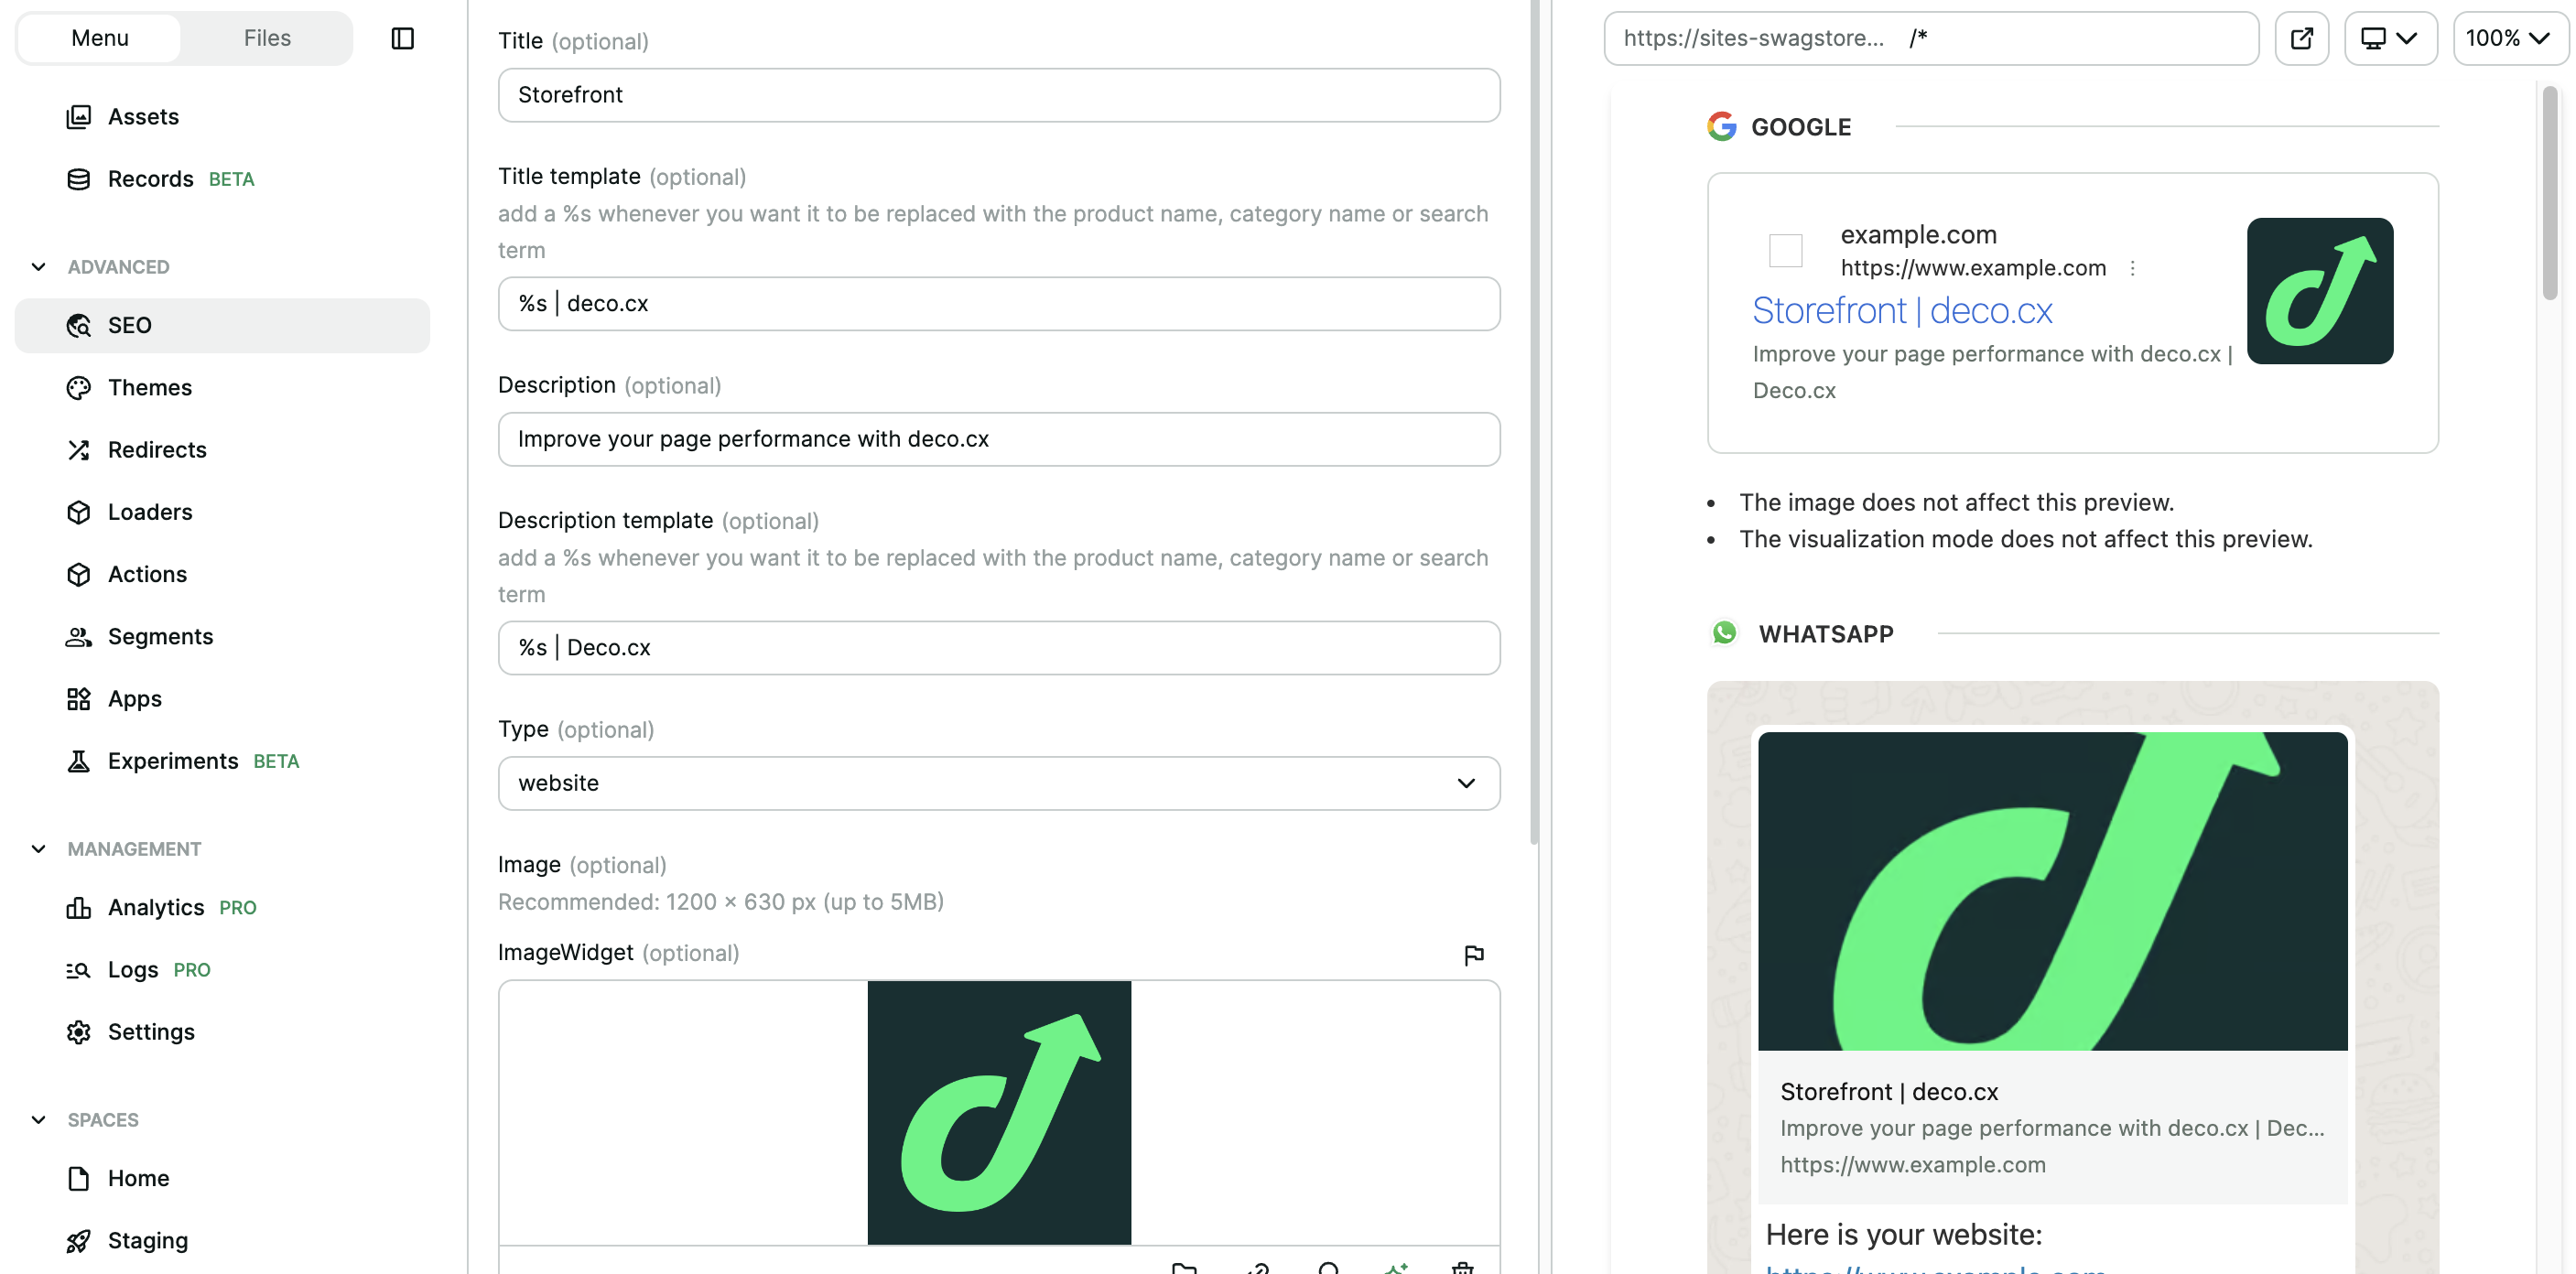 Menu
Files
Assets
Records BETA
ADVANCED
SEO
Themes
Redirects
Loaders
Actions
Segments
Apps
Experiments BETA
MANAGEMENT
Analytics PRO
Logs PRO
Settings
SPACES
Home
Staging
Title (optional)
Storefront
Title template (optional)
add a %s whenever you want it to be replaced with the product name, category name or search
term
%s | deco.cx
Description (optional)
Improve your page performance with deco.cx
Description template (optional)
add a %s whenever you want it to be replaced with the product name, category name or search
term
%s | Deco.cx
Type (optional)
website
Image (optional)
Recommended: 1200 × 630 px (up to 5MB)
ImageWidget (optional)
https://sites-swagstore... /*
100%
GOOGLE
example.com
https://www.example.com
Storefront | deco.cx
Improve your page performance with deco.cx |
Deco.cx
• The image does not affect this preview.
• The visualization mode does not affect this preview.
WHATSAPP
Storefront | deco.cx
Improve your page performance with deco.cx | Dec...
https://www.example.com
Here is your website: